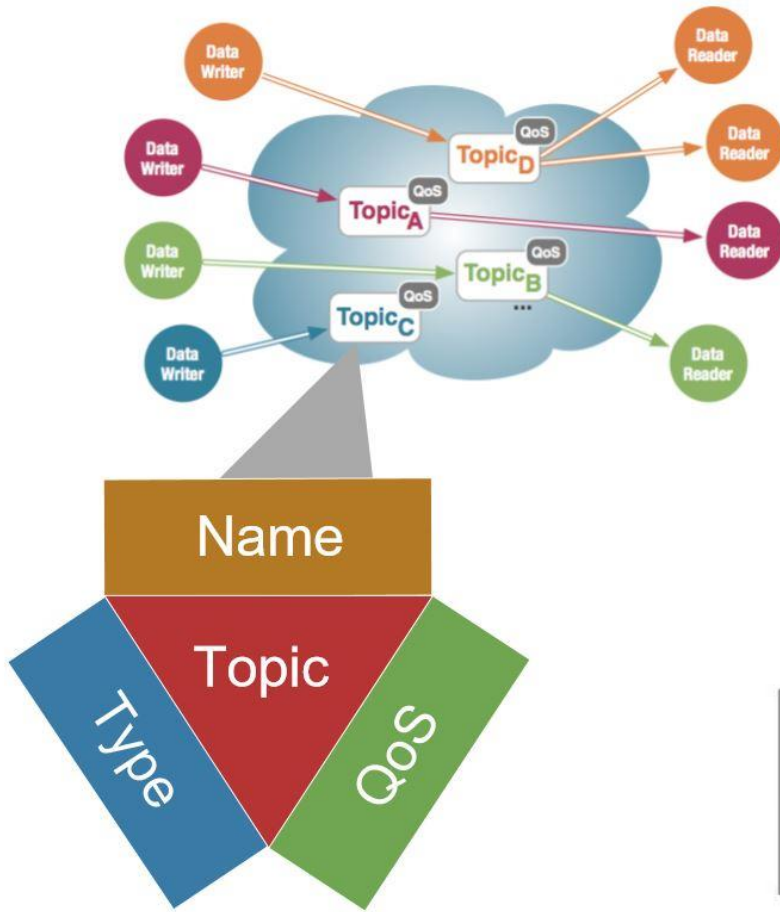 Data
Writer
Data
Reader
QoS
TopicD
Data
Writer
Data
Reader
QoS
TopicA
Data
Writer
QoS
TopicB
...
Data
Reader
QoS
TopicC
Data
Writer
Data
Reader
Name
Topic
Type
QoS